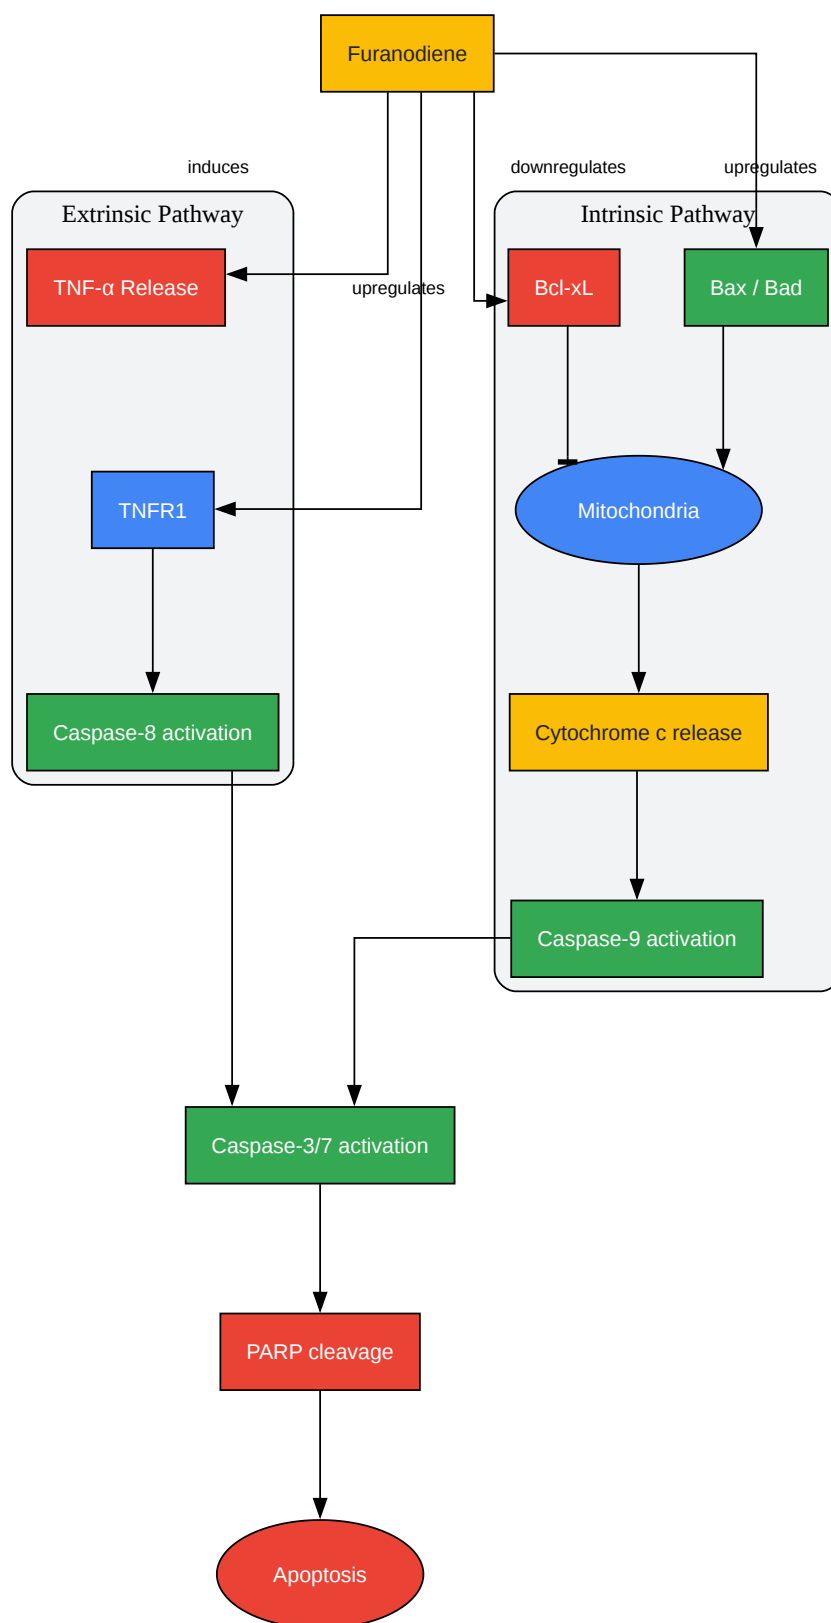 Furanodiene
induces
downregulates
upregulates
Extrinsic Pathway
Intrinsic Pathway
TNF-α Release
upregulates
Bcl-xL
Bax / Bad
TNFR1
Mitochondria
Caspase-8 activation
Cytochrome c release
Caspase-9 activation
Caspase-3/7 activation
PARP cleavage
Apoptosis